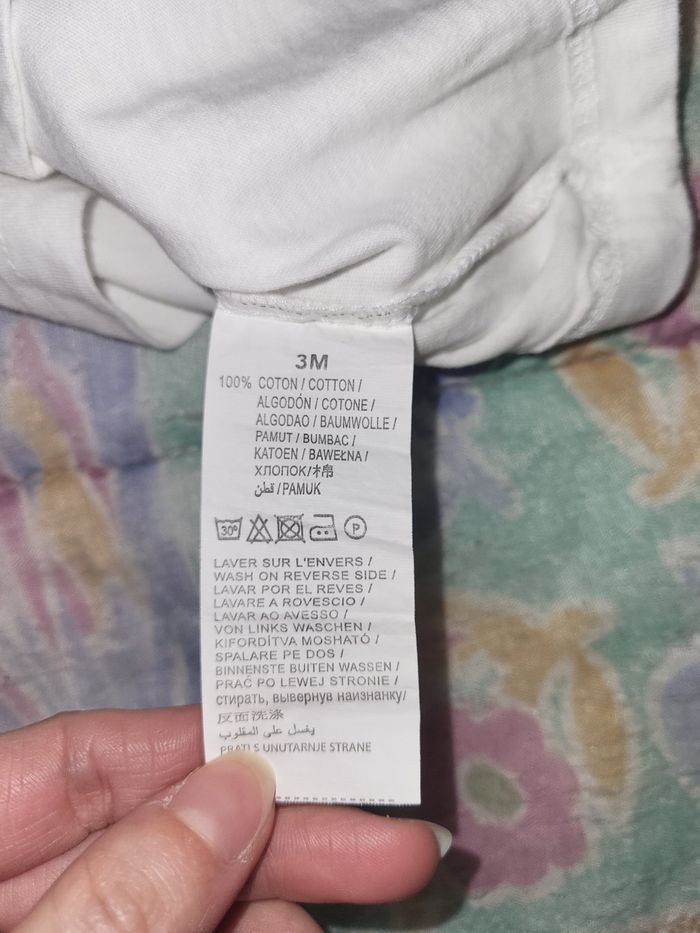 3M
100% COTON / COTTON /
ALGODÓN / COTONE /
ALGODAO / BAUMWOLLE /
PAMUT / BUMBAC /
KATOEN / BAWEŁNA /
ХЛОПОК/棉
قطن /PAMUK
30° P
LAVER SUR L'ENVERS /
WASH ON REVERSE SIDE /
LAVAR POR EL REVES /
LAVARE A ROVESCIO /
LAVAR AO AVESSO /
VON LINKS WASCHEN /
KIFORDÍTVA MOSHATÓ /
SPALARE PE DOS /
BINNENSTE BUITEN WASSEN /
PRAĆ PO LEWEJ STRONIE /
стирать, вывернув наизнанку/
反面洗涤
يغسل على المقلوب
PRATI S UNUTARNJE STRANE